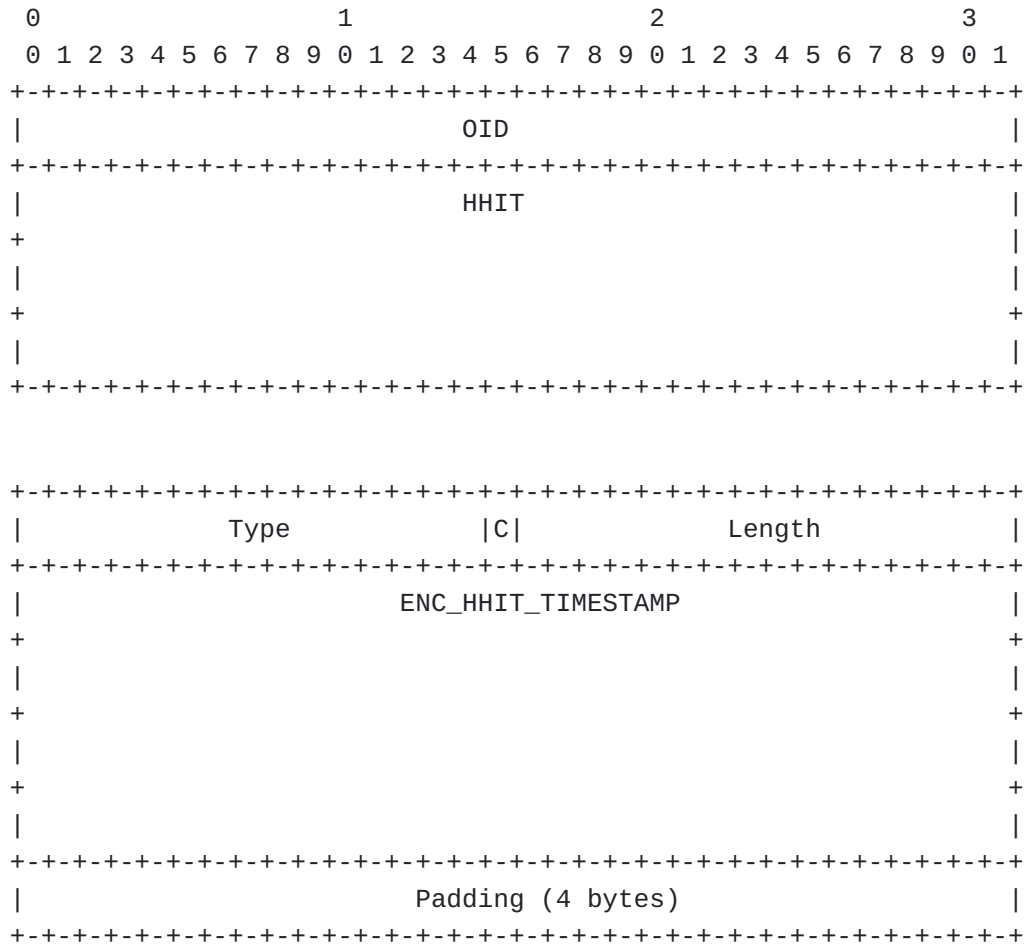 0                   1                   2                   3
 0 1 2 3 4 5 6 7 8 9 0 1 2 3 4 5 6 7 8 9 0 1 2 3 4 5 6 7 8 9 0 1
+-+-+-+-+-+-+-+-+-+-+-+-+-+-+-+-+-+-+-+-+-+-+-+-+-+-+-+-+-+-+-+-+
|                            OID                                |
+-+-+-+-+-+-+-+-+-+-+-+-+-+-+-+-+-+-+-+-+-+-+-+-+-+-+-+-+-+-+-+-+
|                            HHIT                               |
+                                                               |
|                                                               |
+                                                               +
|                                                               |
+-+-+-+-+-+-+-+-+-+-+-+-+-+-+-+-+-+-+-+-+-+-+-+-+-+-+-+-+-+-+-+-+

+-+-+-+-+-+-+-+-+-+-+-+-+-+-+-+-+-+-+-+-+-+-+-+-+-+-+-+-+-+-+-+-+
|             Type            |C|             Length            |
+-+-+-+-+-+-+-+-+-+-+-+-+-+-+-+-+-+-+-+-+-+-+-+-+-+-+-+-+-+-+-+-+
|                        ENC_HHIT_TIMESTAMP                     |
+                                                               +
|                                                               |
+                                                               +
|                                                               |
+                                                               +
|                                                               |
+-+-+-+-+-+-+-+-+-+-+-+-+-+-+-+-+-+-+-+-+-+-+-+-+-+-+-+-+-+-+-+-+
|                         Padding (4 bytes)                     |
+-+-+-+-+-+-+-+-+-+-+-+-+-+-+-+-+-+-+-+-+-+-+-+-+-+-+-+-+-+-+-+-+